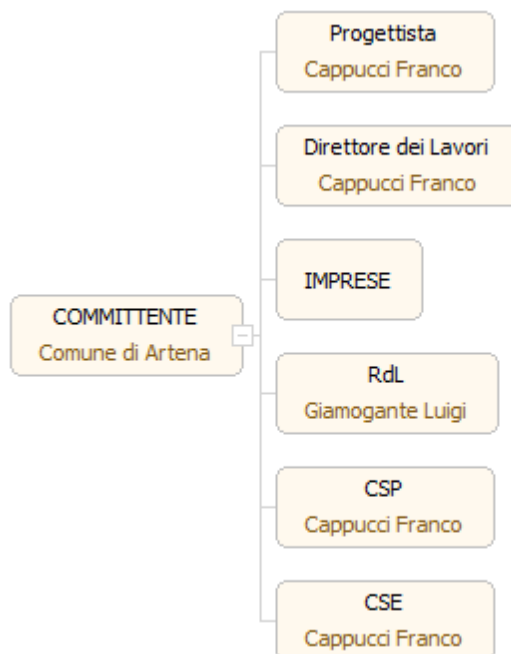 Progettista
Cappucci Franco
Direttore dei Lavori
Cappucci Franco
IMPRESE
COMMITTENTE
Comune di Artena
RdL
Giamogante Luigi
CSP
Cappucci Franco
CSE
Cappucci Franco